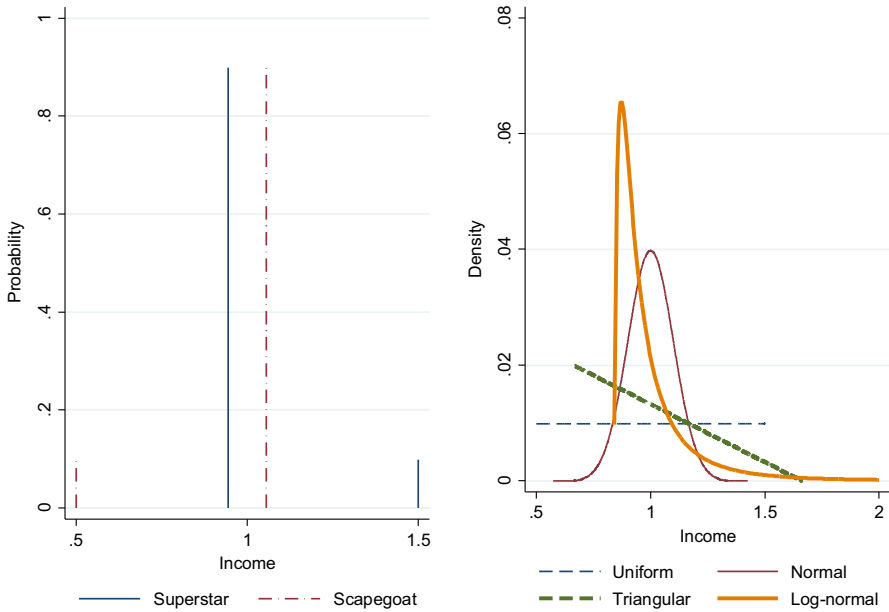 Probability
1
.8
.6
.4
.2
0
.5
1
1.5
Income
Superstar
Scapegoat
Density
.08
.06
.04
.02
0
.5
1
1.5
2
Income
Uniform
Normal
Triangular
Log-normal